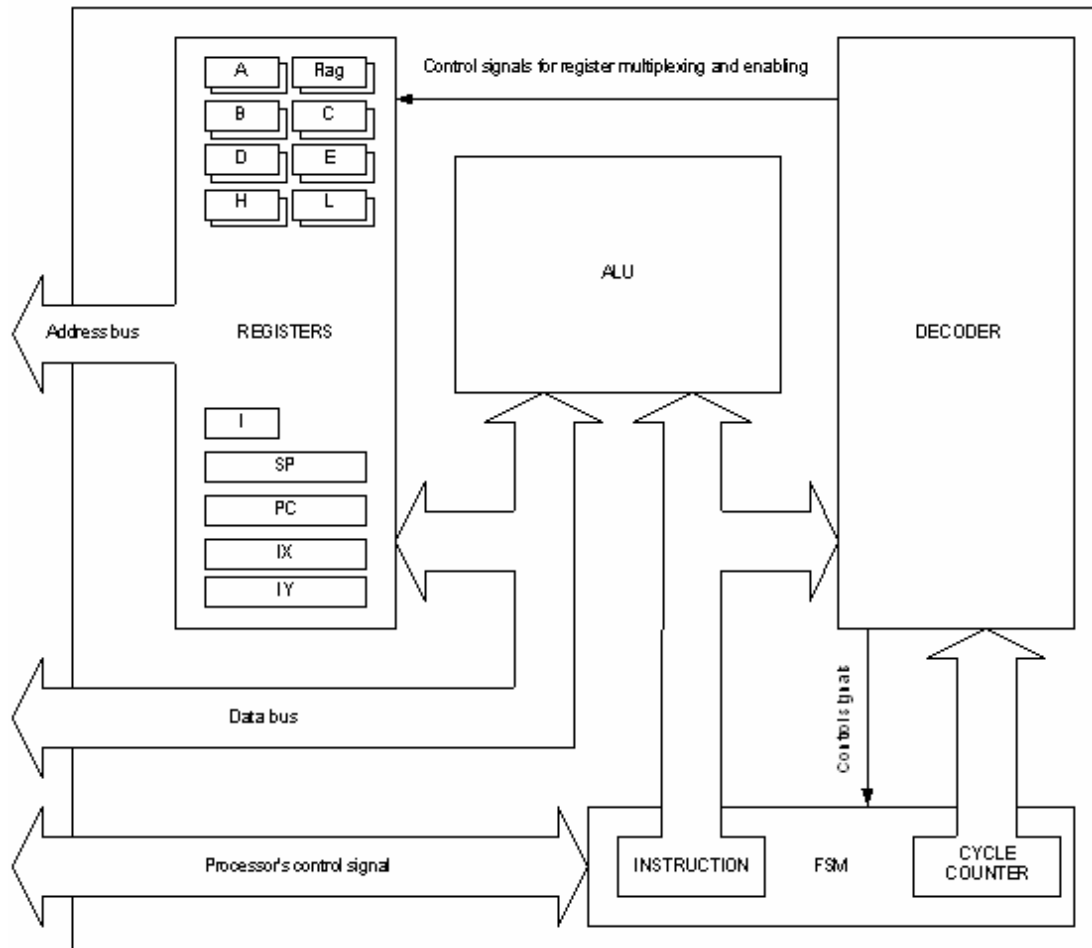 A Rag
Control signals for register multiplexing and enabling
B C
D E
H L
ALU
Address bus
REGISTERS
DECODER
I
SP
PC
IX
IY
Data bus
Control signals
Processor's control signal
INSTRUCTION
FSM
CYCLE
COUNTER